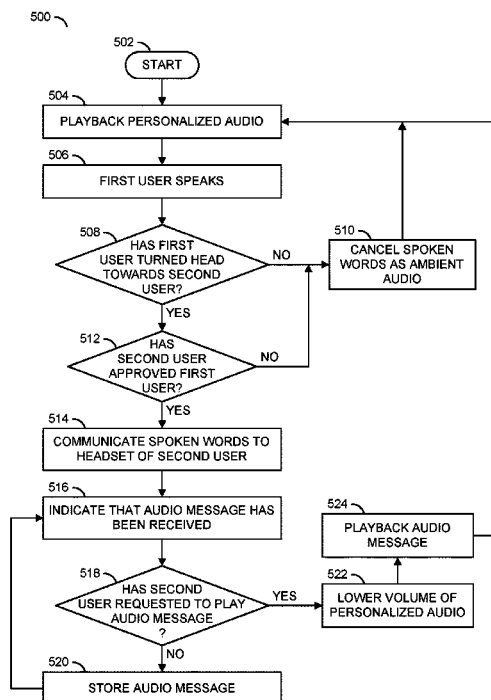 500
502
START
504
PLAYBACK PERSONALIZED AUDIO
506
FIRST USER SPEAKS
508
HAS FIRST
USER TURNED HEAD
TOWARDS SECOND
USER?
NO
510
CANCEL SPOKEN
WORDS AS AMBIENT
AUDIO
YES
512
HAS
SECOND USER
APPROVED FIRST
USER?
NO
YES
514
COMMUNICATE SPOKEN WORDS TO
HEADSET OF SECOND USER
516
INDICATE THAT AUDIO MESSAGE HAS
BEEN RECEIVED
518
HAS SECOND
USER REQUESTED TO PLAY
AUDIO MESSAGE
?
YES
524
PLAYBACK AUDIO
MESSAGE
522
LOWER VOLUME OF
PERSONALIZED AUDIO
NO
520
STORE AUDIO MESSAGE